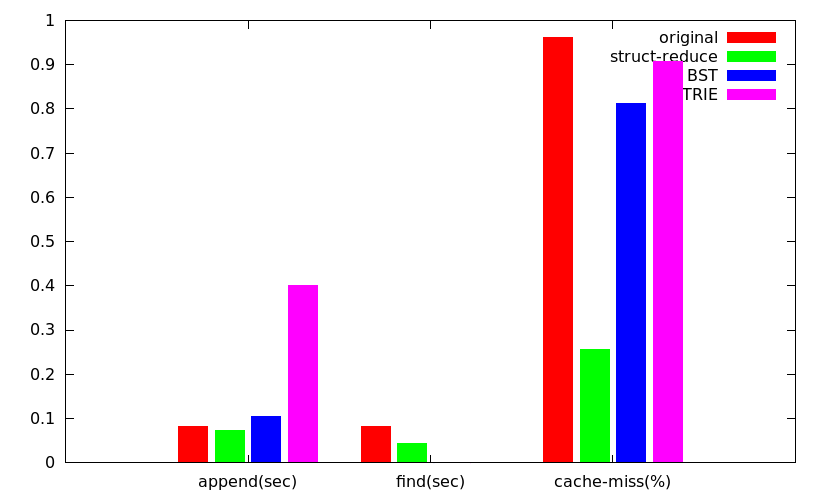 1
0.9
0.8
0.7
0.6
0.5
0.4
0.3
0.2
0.1
0
original
struct-reduce
BST
TRIE
append(sec)
find(sec)
cache-miss(%)